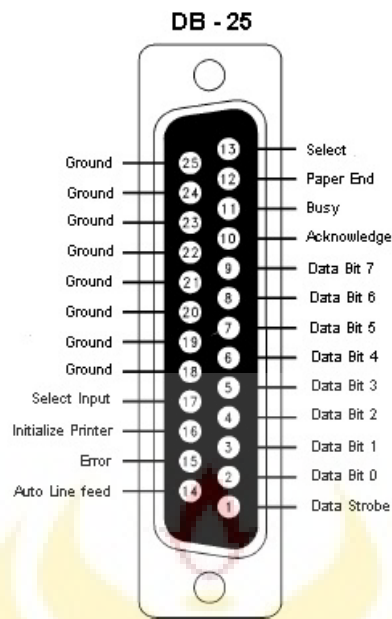 DB - 25
13 Select
25 Ground
12 Paper End
24 Ground
11 Busy
23 Ground
10 Acknowledge
22 Ground
9 Data Bit 7
21 Ground
8 Data Bit 6
20 Ground
7 Data Bit 5
19 Ground
6 Data Bit 4
18 Ground
5 Data Bit 3
17 Select Input
4 Data Bit 2
16 Initialize Printer
3 Data Bit 1
15 Error
2 Data Bit 0
14 Auto Line feed
1 Data Strobe